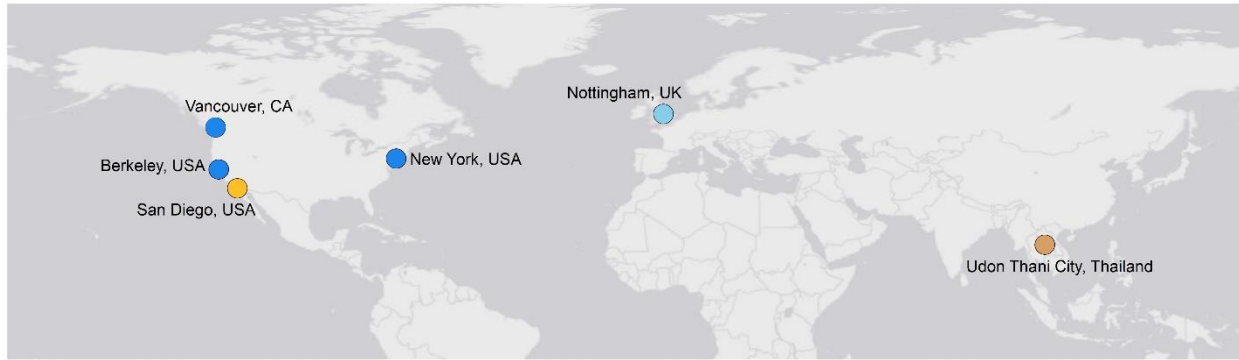 Vancouver, CA
Nottingham, UK
Berkeley, USA
New York, USA
San Diego, USA
Udon Thani City, Thailand